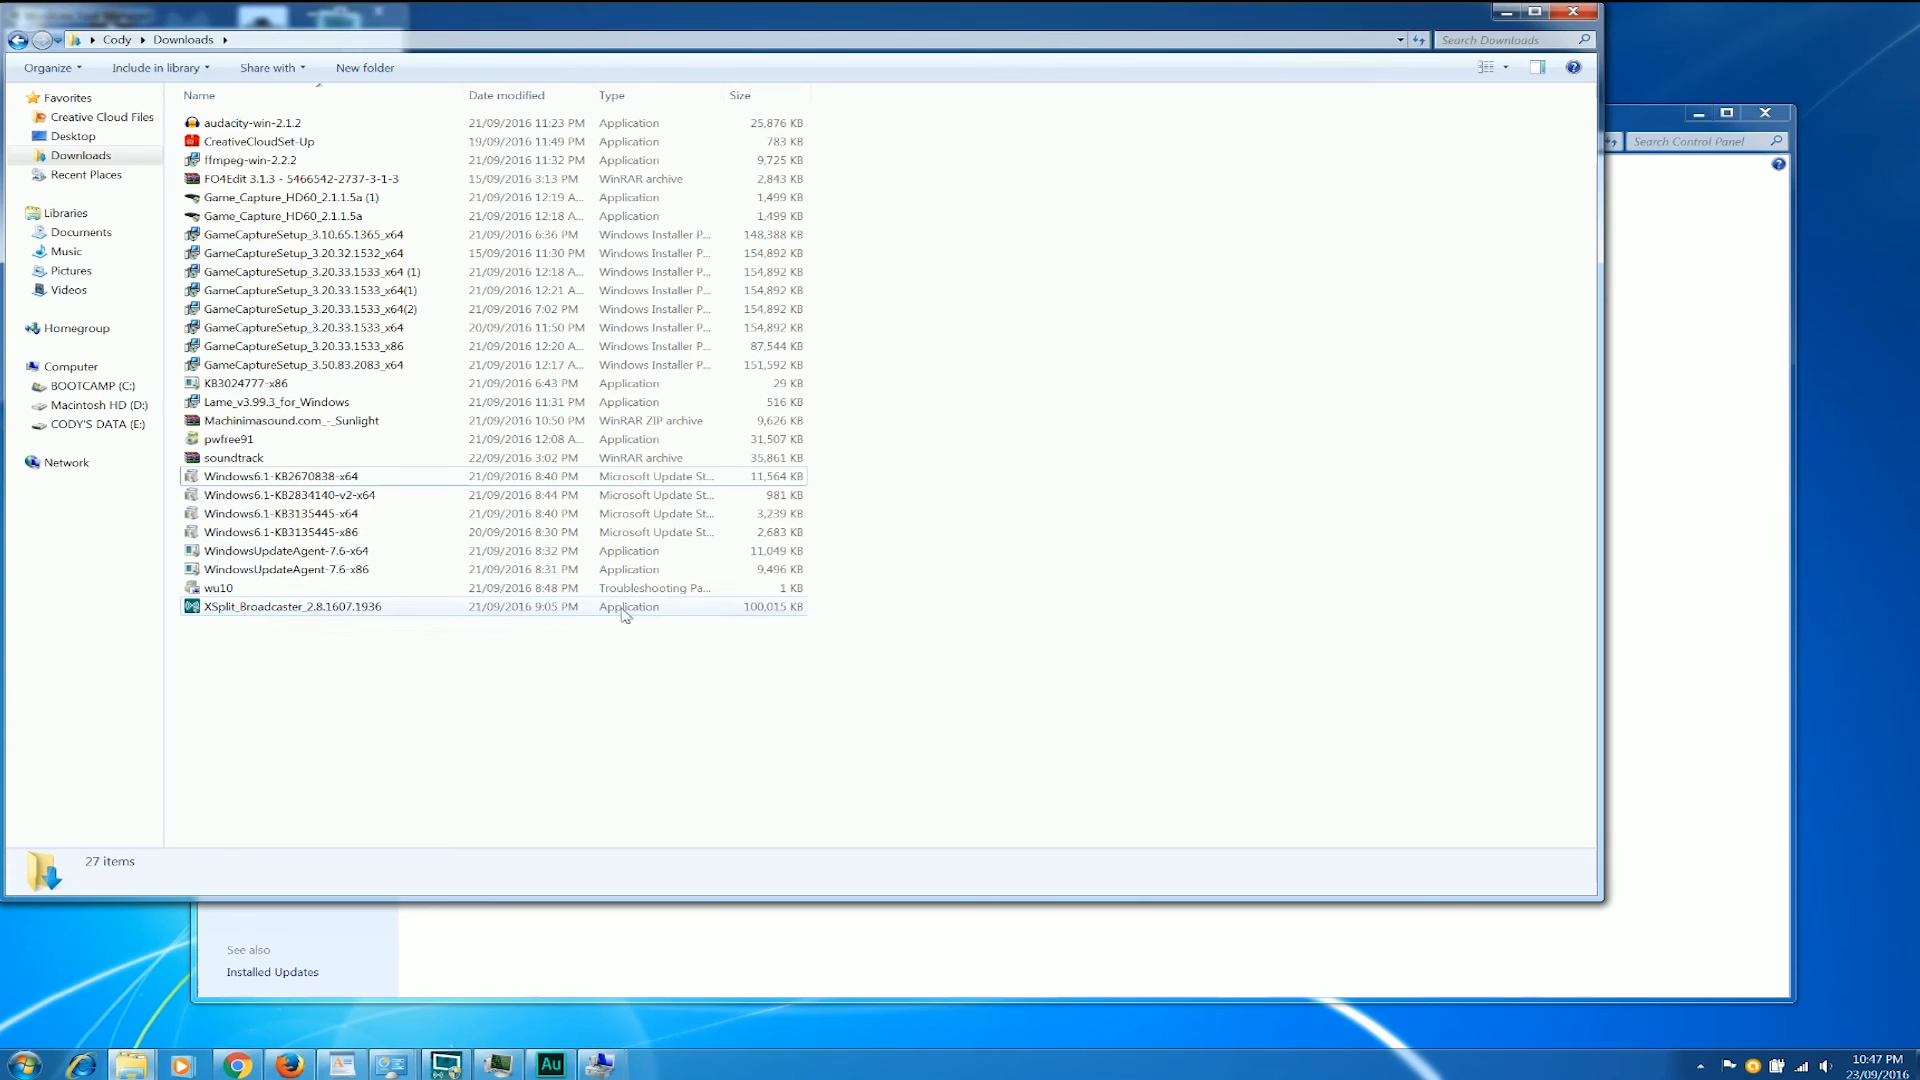 Cody Downloads
Search Downloads
Organize Include in library Share with New folder
Name Date modified Type Size
Favorites
Creative Cloud Files
Desktop
Downloads
Recent Places
Libraries
Documents
Music
Pictures
Videos
Homegroup
Computer
BOOTCAMP (C:)
Macintosh HD (D:)
CODY'S DATA (E:)
Network
audacity-win-2.1.2 21/09/2016 11:23 PM Application 25,876 KB
CreativeCloudSet-Up 19/09/2016 11:49 PM Application 783 KB
ffmpeg-win-2.2.2 21/09/2016 11:32 PM Application 9,725 KB
FO4Edit 3.1.3 - 5466542-2737-3-1-3 15/09/2016 3:13 PM WinRAR archive 2,843 KB
Game_Capture_HD60_2.1.1.5a (1) 21/09/2016 12:19 A... Application 1,499 KB
Game_Capture_HD60_2.1.1.5a 21/09/2016 12:18 A... Application 1,499 KB
GameCaptureSetup_3.10.65.1365_x64 21/09/2016 6:36 PM Windows Installer P... 148,388 KB
GameCaptureSetup_3.20.32.1532_x64 15/09/2016 11:30 PM Windows Installer P... 154,892 KB
GameCaptureSetup_3.20.33.1533_x64 (1) 21/09/2016 12:18 A... Windows Installer P... 154,892 KB
GameCaptureSetup_3.20.33.1533_x64(1) 21/09/2016 12:21 A... Windows Installer P... 154,892 KB
GameCaptureSetup_3.20.33.1533_x64(2) 21/09/2016 7:02 PM Windows Installer P... 154,892 KB
GameCaptureSetup_3.20.33.1533_x64 20/09/2016 11:50 PM Windows Installer P... 154,892 KB
GameCaptureSetup_3.20.33.1533_x86 21/09/2016 12:20 A... Windows Installer P... 87,544 KB
GameCaptureSetup_3.50.83.2083_x64 21/09/2016 12:17 A... Windows Installer P... 151,592 KB
KB3024777-x86 21/09/2016 6:43 PM Application 29 KB
Lame_v3.99.3_for_Windows 21/09/2016 11:31 PM Application 516 KB
Machinimasound.com_-_Sunlight 21/09/2016 10:50 PM WinRAR ZIP archive 9,626 KB
pwfree91 21/09/2016 12:08 A... Application 31,507 KB
soundtrack 22/09/2016 3:02 PM WinRAR archive 35,861 KB
Windows6.1-KB2670838-x64 21/09/2016 8:40 PM Microsoft Update St... 11,564 KB
Windows6.1-KB2834140-v2-x64 21/09/2016 8:44 PM Microsoft Update St... 981 KB
Windows6.1-KB3135445-x64 21/09/2016 8:40 PM Microsoft Update St... 3,239 KB
Windows6.1-KB3135445-x86 20/09/2016 8:30 PM Microsoft Update St... 2,683 KB
WindowsUpdateAgent-7.6-x64 21/09/2016 8:32 PM Application 11,049 KB
WindowsUpdateAgent-7.6-x86 21/09/2016 8:31 PM Application 9,496 KB
wu10 21/09/2016 8:48 PM Troubleshooting Pa... 1 KB
XSplit_Broadcaster_2.8.1607.1936 21/09/2016 9:05 PM Application 100,015 KB
27 items
Search Control Panel
See also
Installed Updates
Au
10:47 PM
23/09/2016